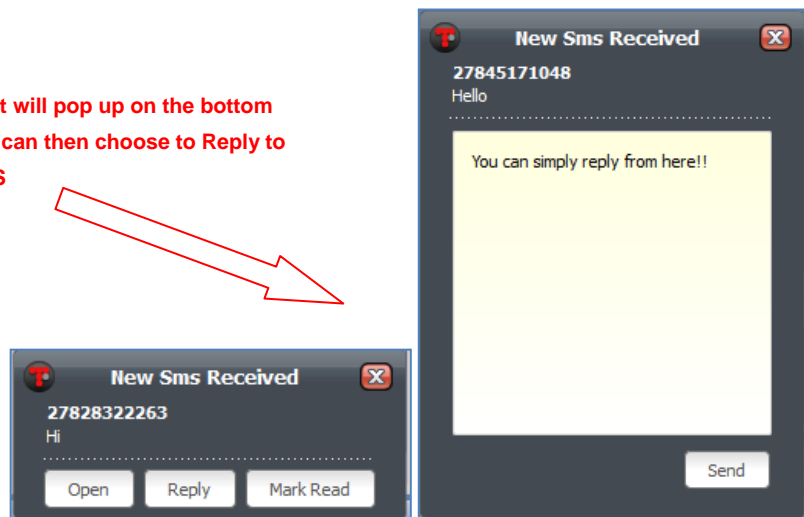 t will pop up on the bottom
can then choose to Reply to
S
New Sms Received
27828322263
Hi
Open Reply Mark Read
New Sms Received
27845171048
Hello
You can simply reply from here!!
Send